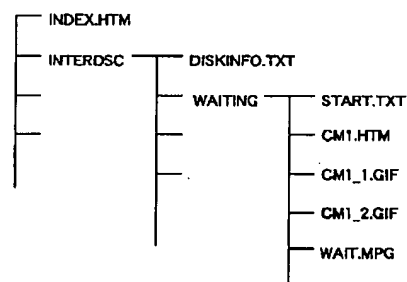 INDEX.HTM
INTERDSC DISKINFO.TXT
WAITING START.TXT
CM1.HTM
CM1_1.GIF
CM1_2.GIF
WAIT.MPG